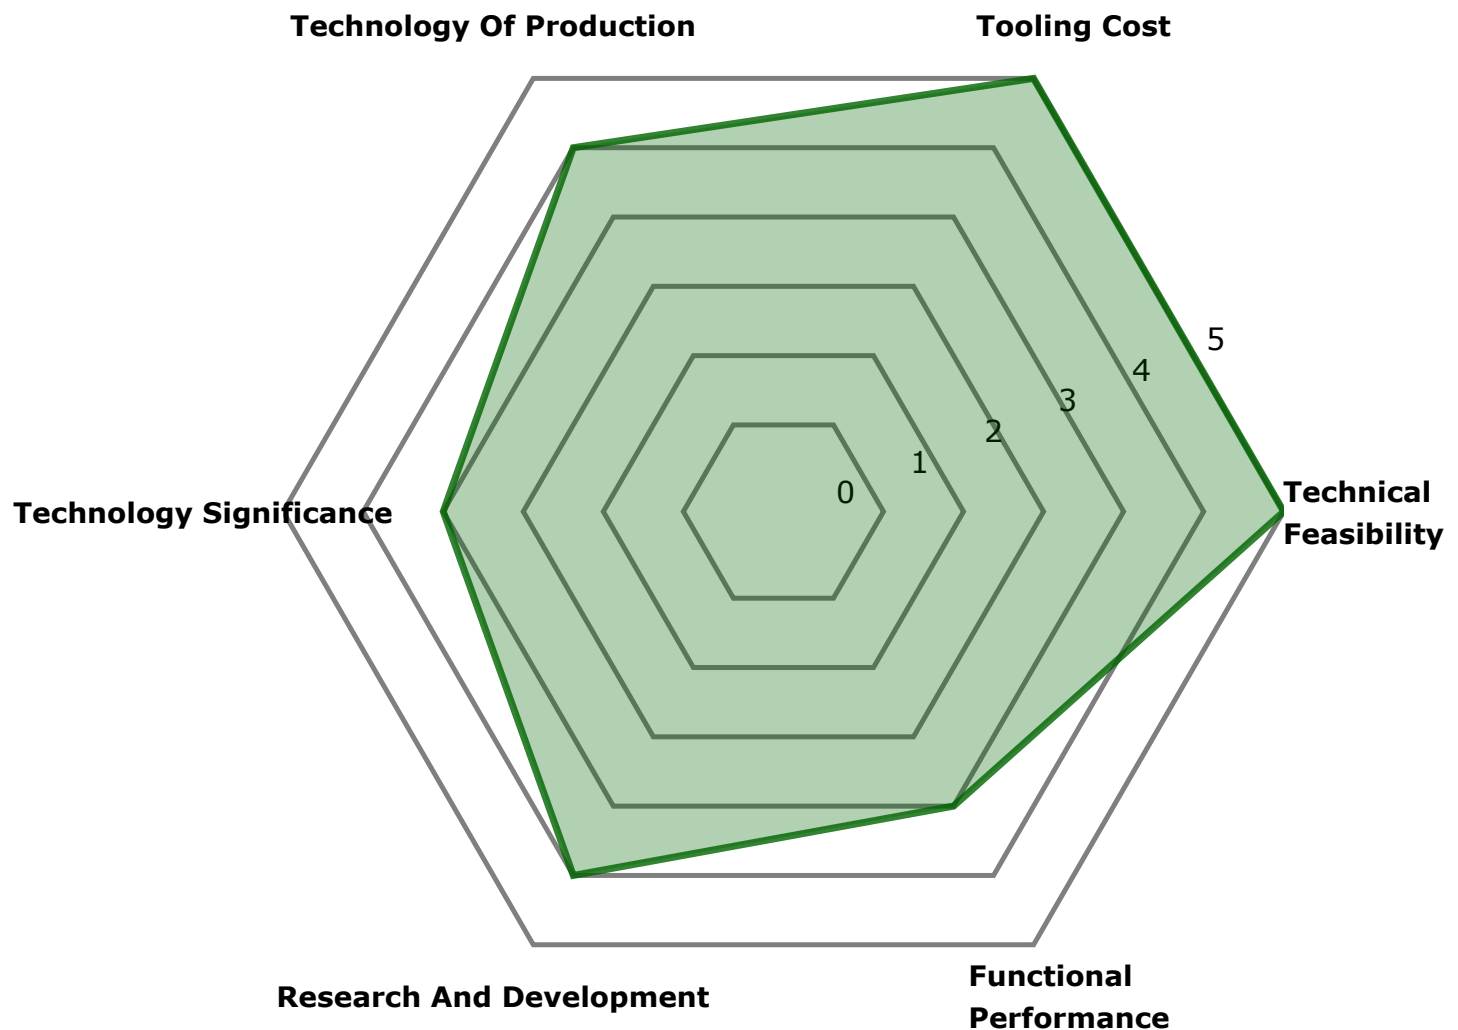 Technology Of Production
Tooling Cost
5
4
3
2
1
0
Technical
Feasibility
Technology Significance
Research And Development
Functional
Performance